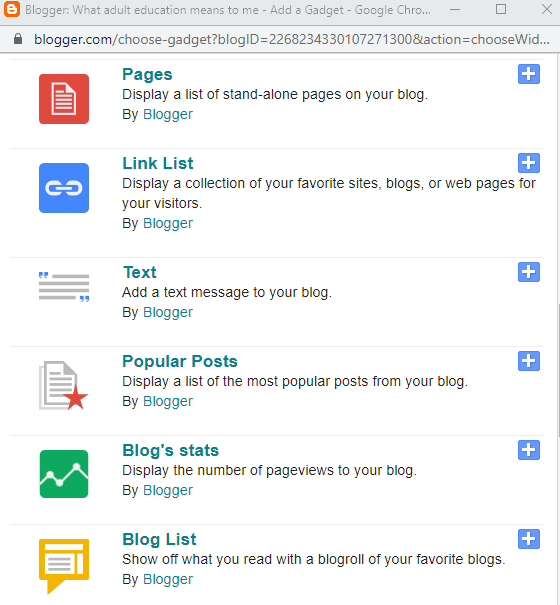 Blogger: What adult education means to me - Add a Gadget - Google Chro...
blogger.com/choose-gadget?blogID=2268234330107271300&action=chooseWid...
Pages
Display a list of stand-alone pages on your blog.
By Blogger
Link List
Display a collection of your favorite sites, blogs, or web pages for
your visitors.
By Blogger
Text
Add a text message to your blog.
By Blogger
Popular Posts
Display a list of the most popular posts from your blog.
By Blogger
Blog's stats
Display the number of pageviews to your blog.
By Blogger
Blog List
Show off what you read with a blogroll of your favorite blogs.
By Blogger